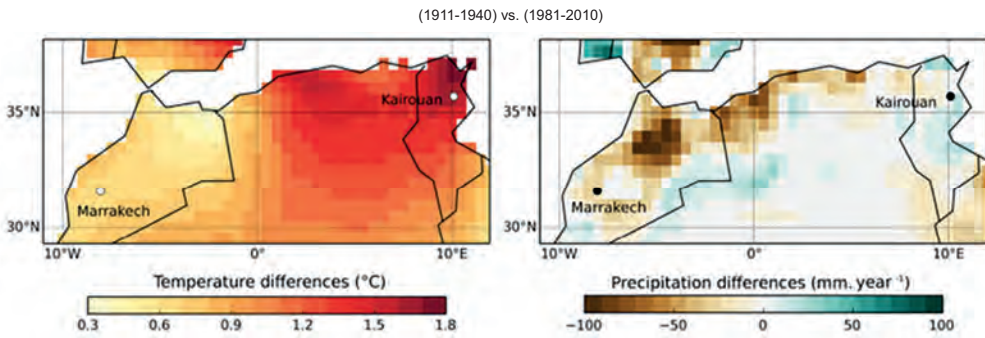 (1911-1940) vs. (1981-2010)
35°N
30°N
10°W
0°
10°E
Kairouan
Marrakech
Temperature differences (°C)
0.3 0.6 0.9 1.2 1.5 1.8
35°N
30°N
10°W
0°
10°E
Kairouan
Marrakech
Precipitation differences (mm. year ⁻¹)
−100 −50 0 50 100